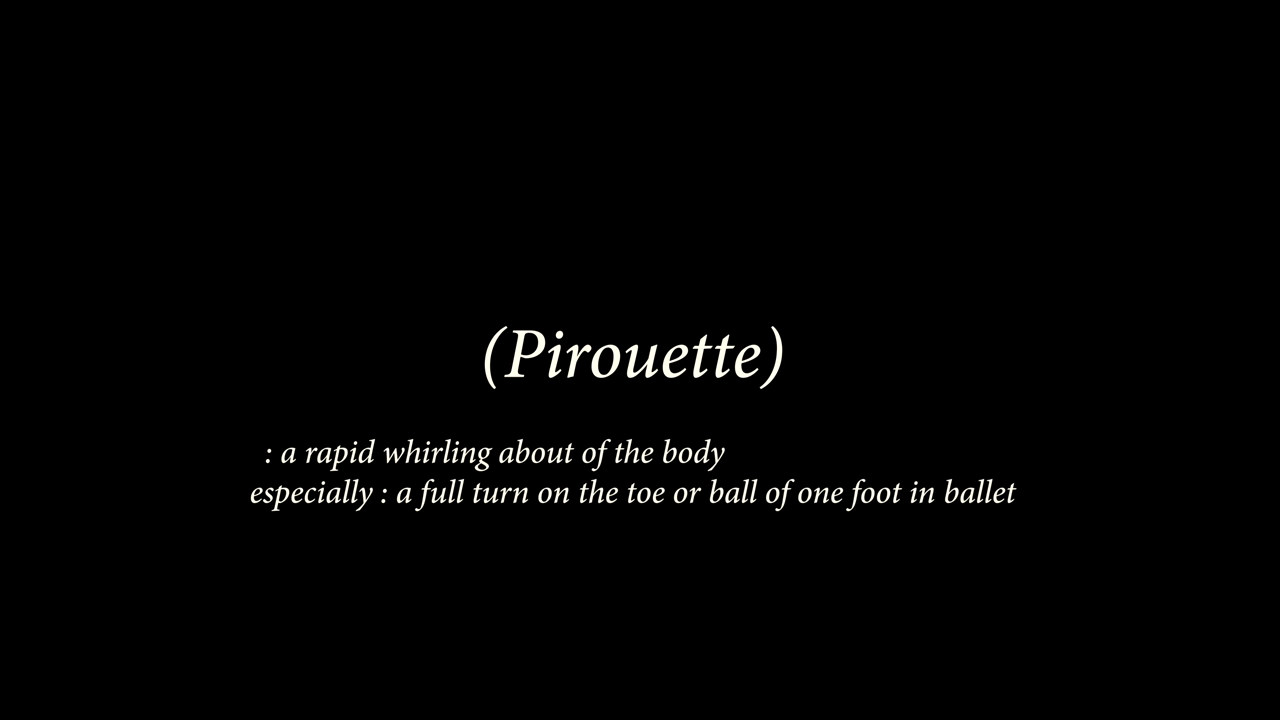 (Pirouette)
: a rapid whirling about of the body
especially : a full turn on the toe or ball of one foot in ballet